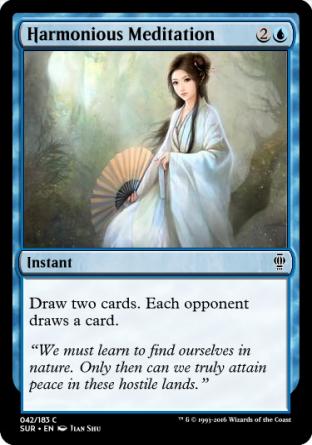 Harmonious Meditation 2
Instant
Draw two cards. Each opponent
draws a card.
“We must learn to find ourselves in
nature. Only then can we truly attain
peace in these hostile lands.”
042/183 C
SUR • EN Jian Shu
™ & © 1993-2016 Wizards of the Coast